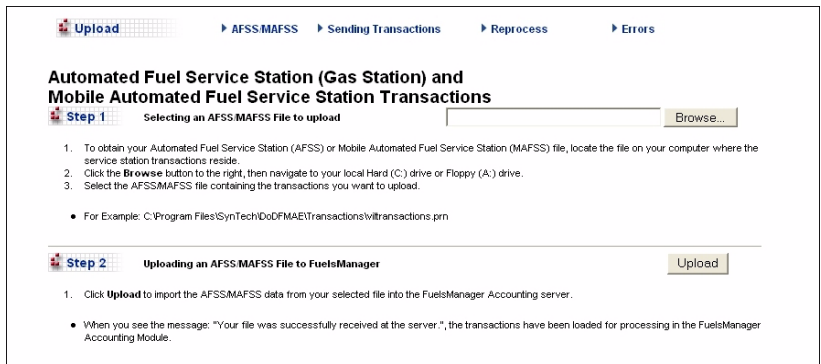 Upload AFSS/MAFSS Sending Transactions Reprocess Errors
Automated Fuel Service Station (Gas Station) and
Mobile Automated Fuel Service Station Transactions
Step 1 Selecting an AFSS/MAFSS File to upload Browse...
1. To obtain your Automated Fuel Service Station (AFSS) or Mobile Automated Fuel Service Station (MAFSS) file, locate the file on your computer where the
service station transactions reside.
2. Click the Browse button to the right, then navigate to your local Hard (C:) drive or Floppy (A:) drive.
3. Select the AFSS/MAFSS file containing the transactions you want to upload.
• For Example: C:\Program Files\SynTech\DoDFMAE\Transactions\viltransactions.prn
Step 2 Uploading an AFSS/MAFSS File to FuelsManager Upload
1. Click Upload to import the AFSS/MAFSS data from your selected file into the FuelsManager Accounting server.
• When you see the message: "Your file was successfully received at the server.", the transactions have been loaded for processing in the FuelsManager
Accounting Module.